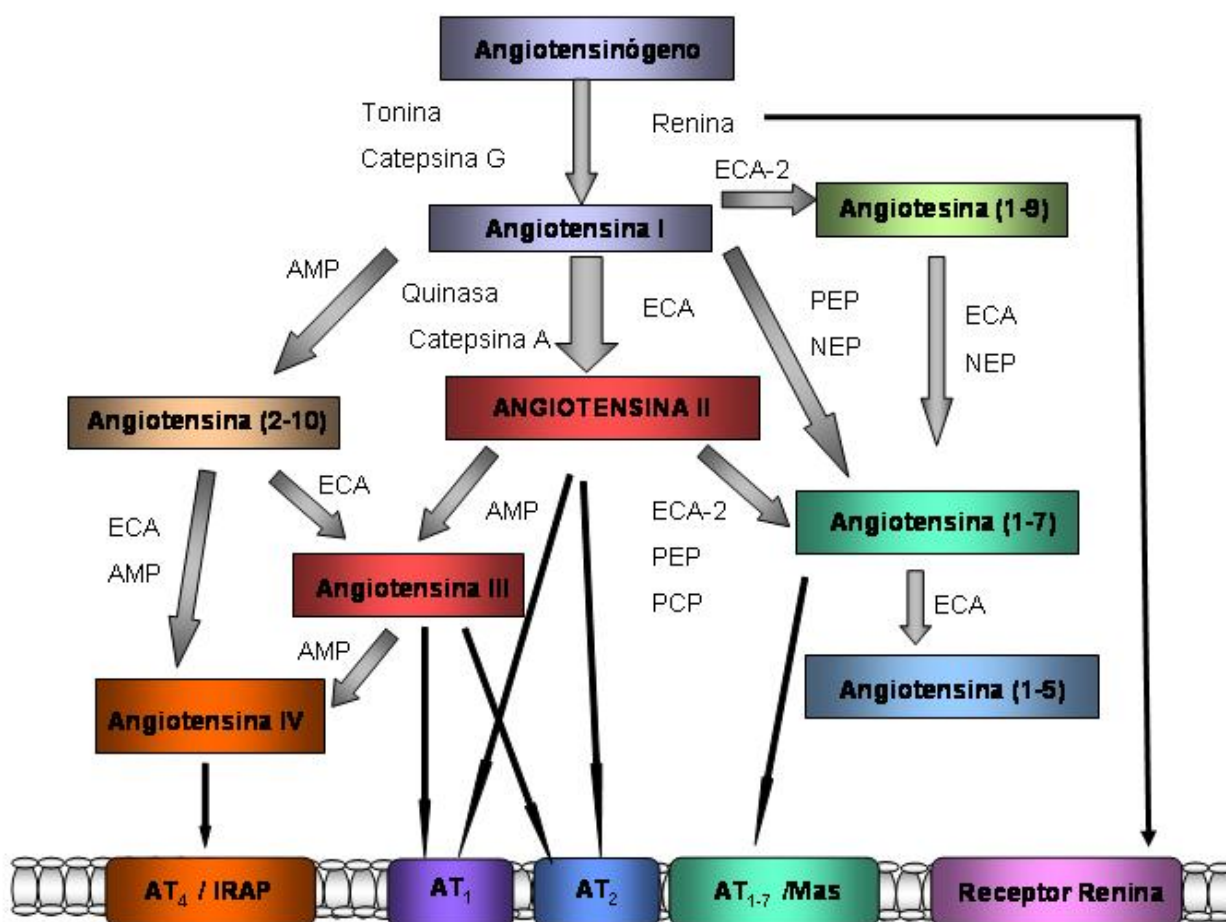 Angiotensinógeno
Tonina
Renina
Catepsina G
ECA-2
Angiotesina (1-9)
Angiotensina I
AMP
Quinasa
ECA
PEP
ECA
Catepsina A
NEP
NEP
Angiotensina (2-10)
ANGIOTENSINA II
ECA
AMP
ECA-2
Angiotensina (1-7)
ECA
AMP
PEP
Angiotensina III
PCP
ECA
AMP
Angiotensina (1-5)
Angiotensina IV
AT4 / IRAP
AT1
AT2
AT1-7 /Mas
Receptor Renina